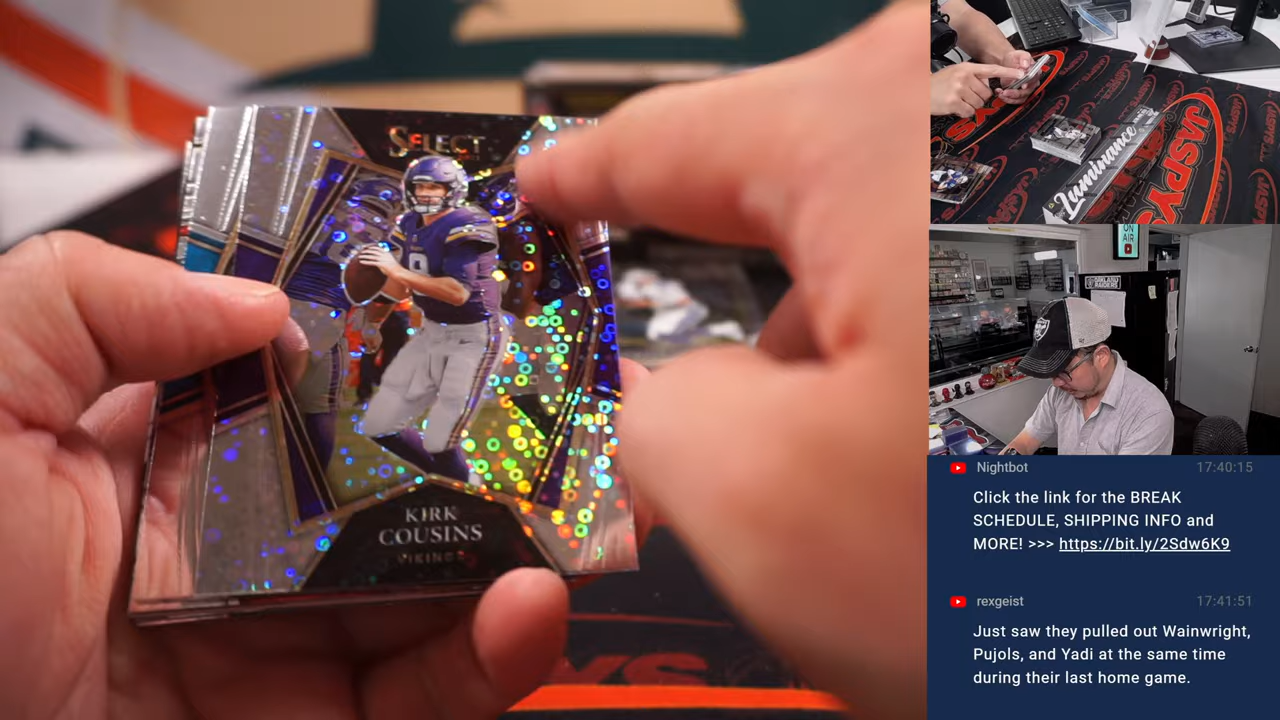 SELECT
KIRK
COUSINS
VIKINGS
Luminance
JASPYS
ON
AIR
Nightbot
17:40:15
Click the link for the BREAK
SCHEDULE, SHIPPING INFO and
MORE! >>> https://bit.ly/2Sdw6K9
rexgeist
17:41:51
Just saw they pulled out Wainwright,
Pujols, and Yadi at the same time
during their last home game.